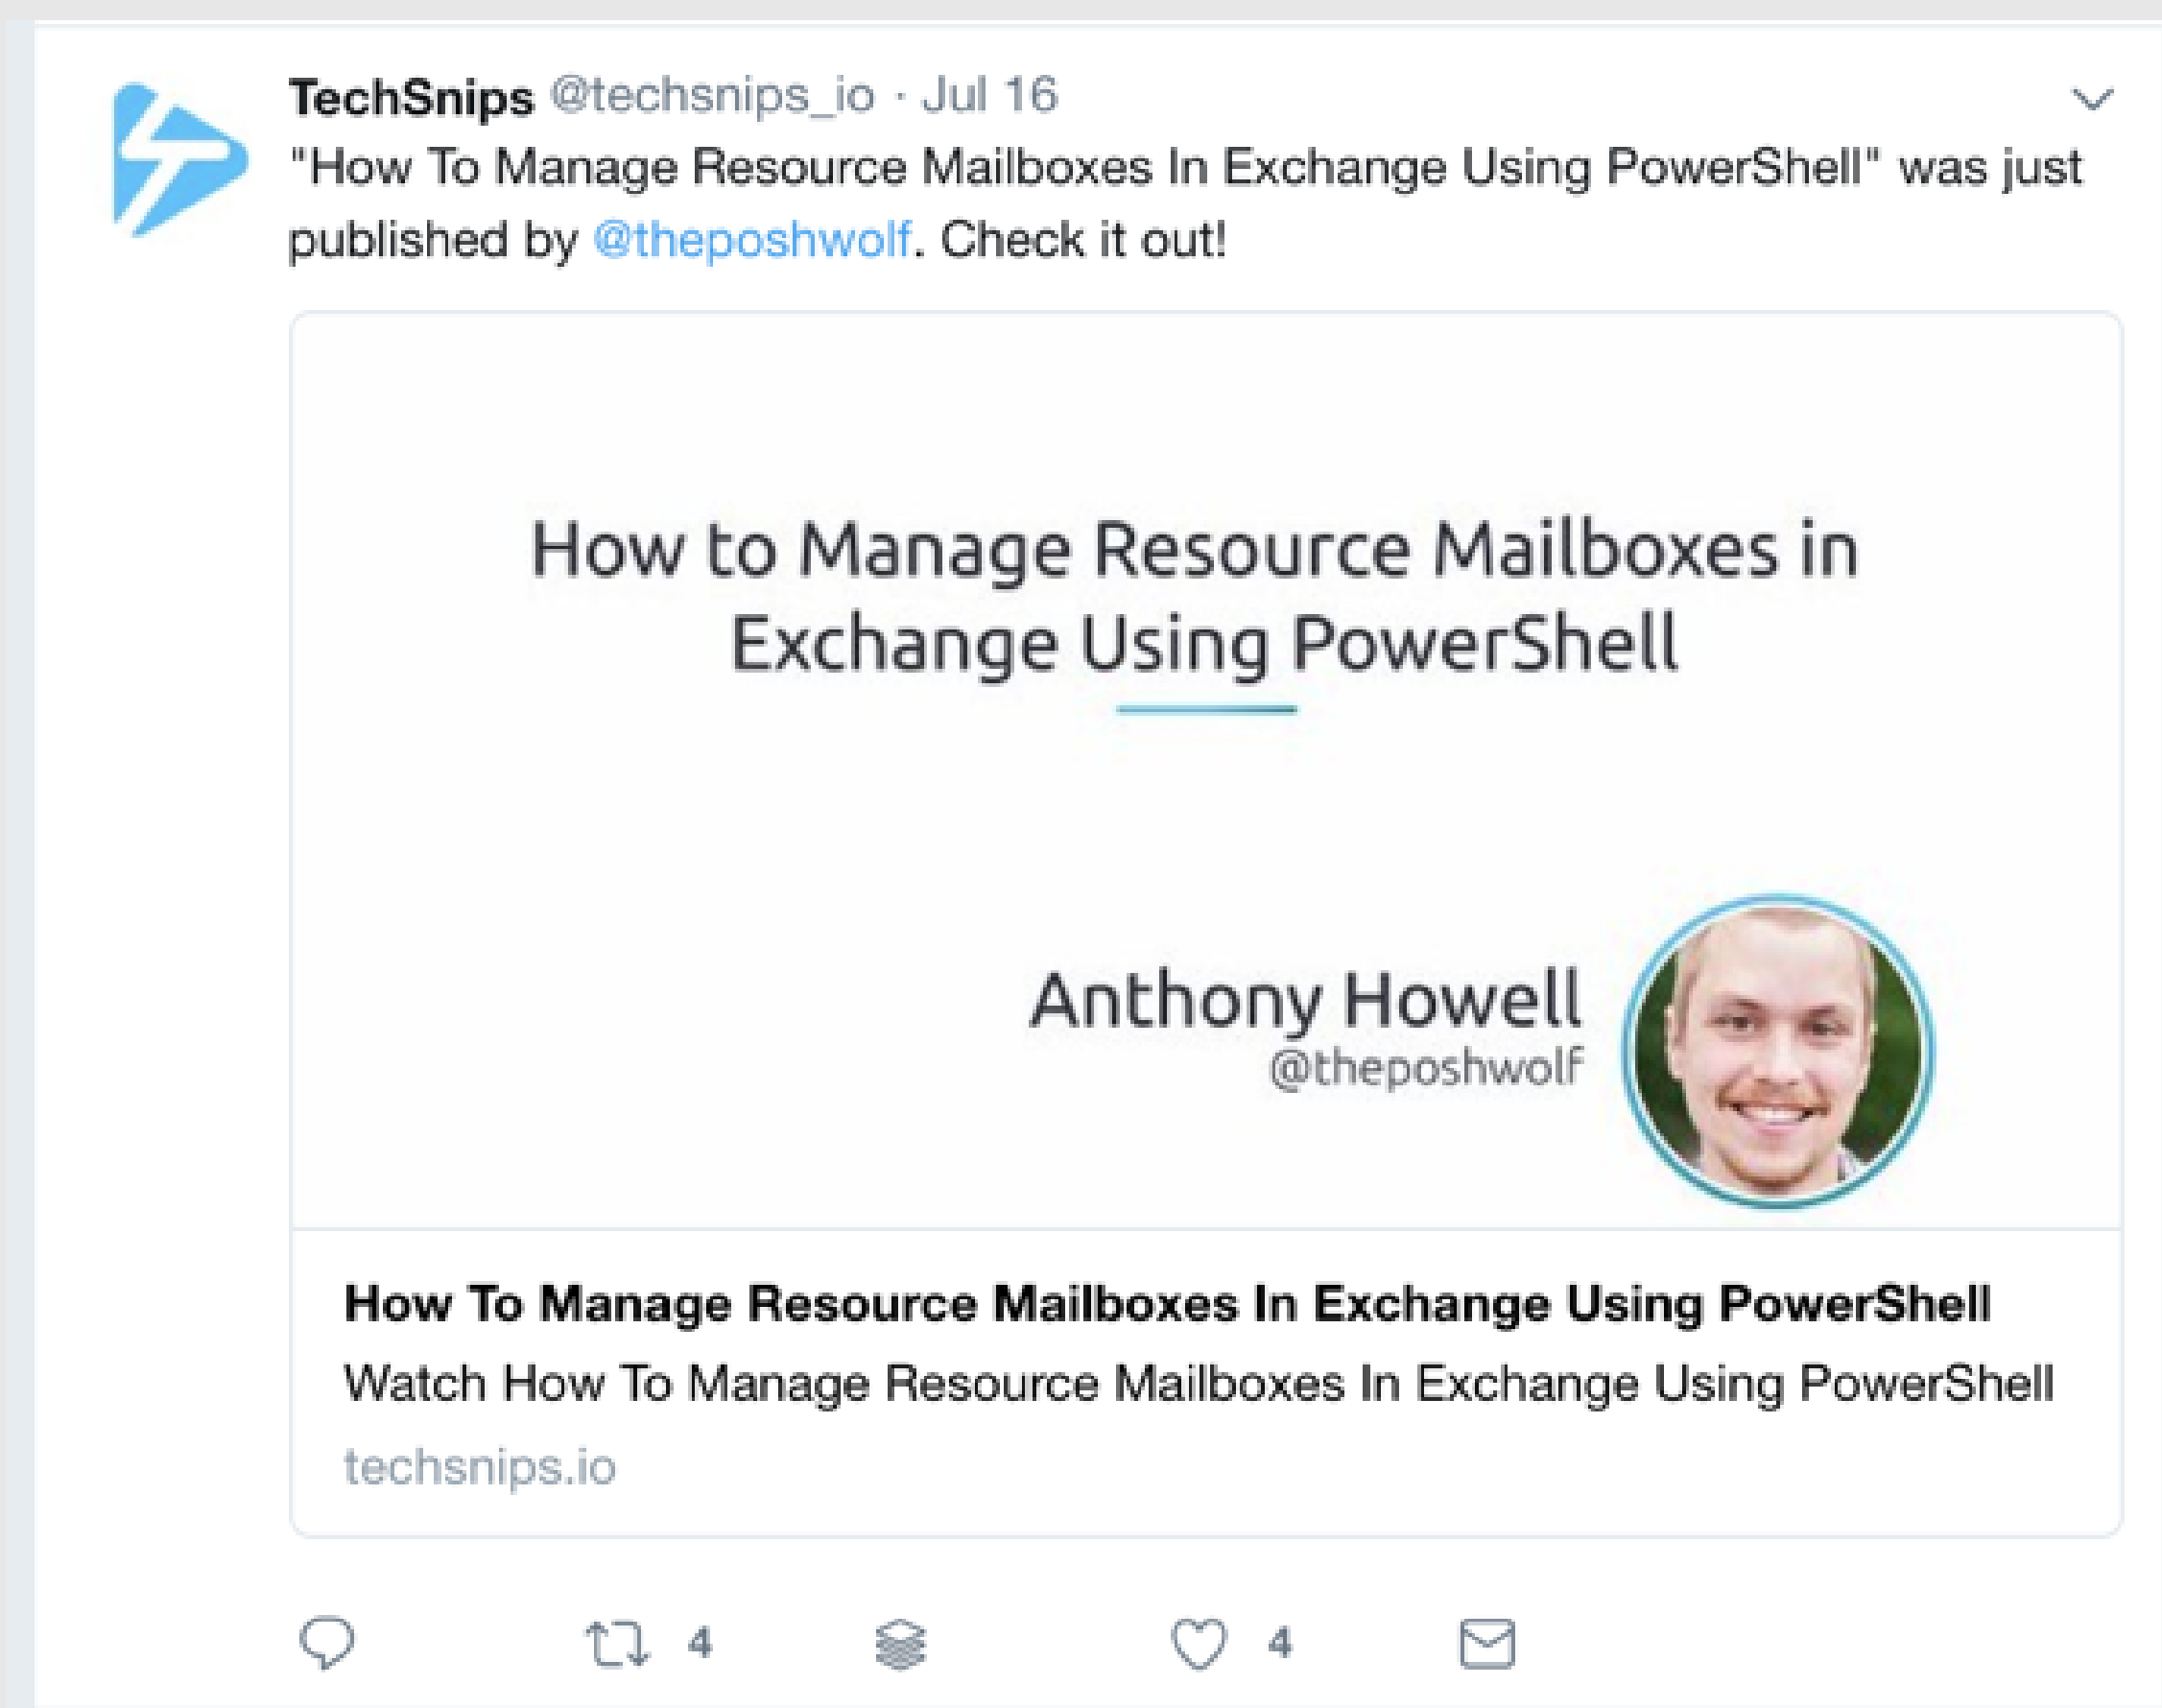 TechSnips @techsnips_io · Jul 16
"How To Manage Resource Mailboxes In Exchange Using PowerShell" was just
published by @theposhwolf. Check it out!
How to Manage Resource Mailboxes in
Exchange Using PowerShell
Anthony Howell
@theposhwolf
How To Manage Resource Mailboxes In Exchange Using PowerShell
Watch How To Manage Resource Mailboxes In Exchange Using PowerShell
techsnips.io
4 4